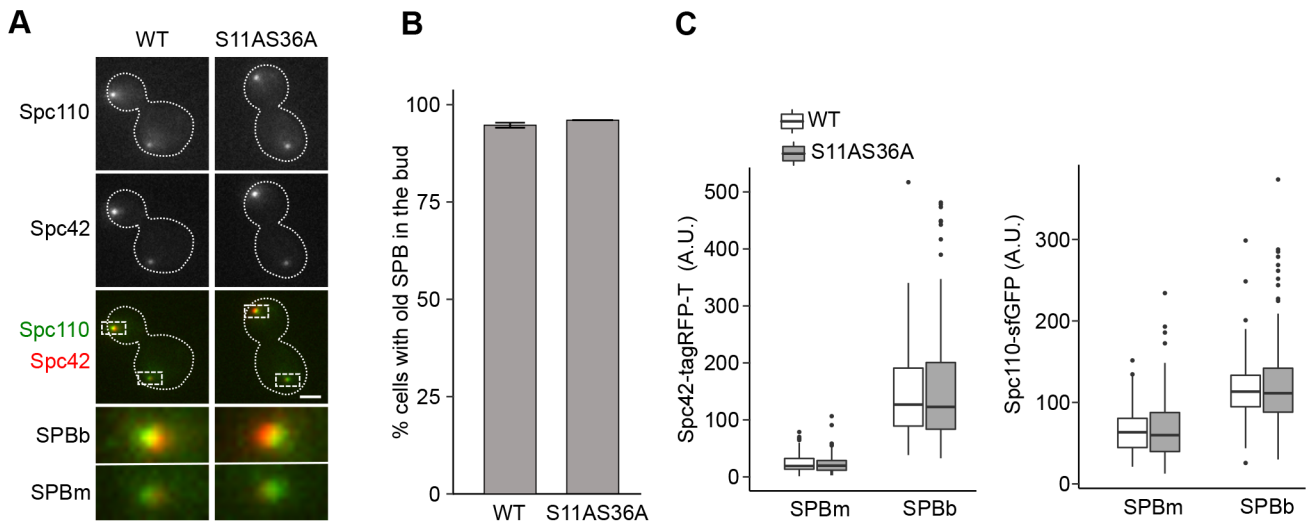 A
WT S11AS36A
Spc110
Spc42
Spc110
Spc42
SPBb
SPBm
B
% cells with old SPB in the bud
100
75
50
25
0
WT S11AS36A
C
WT
S11AS36A
Spc42-tagRFP-T (A.U.)
500
400
300
200
100
0
SPBm SPBb
Spc110-sfGFP (A.U.)
300
200
100
0
SPBm SPBb